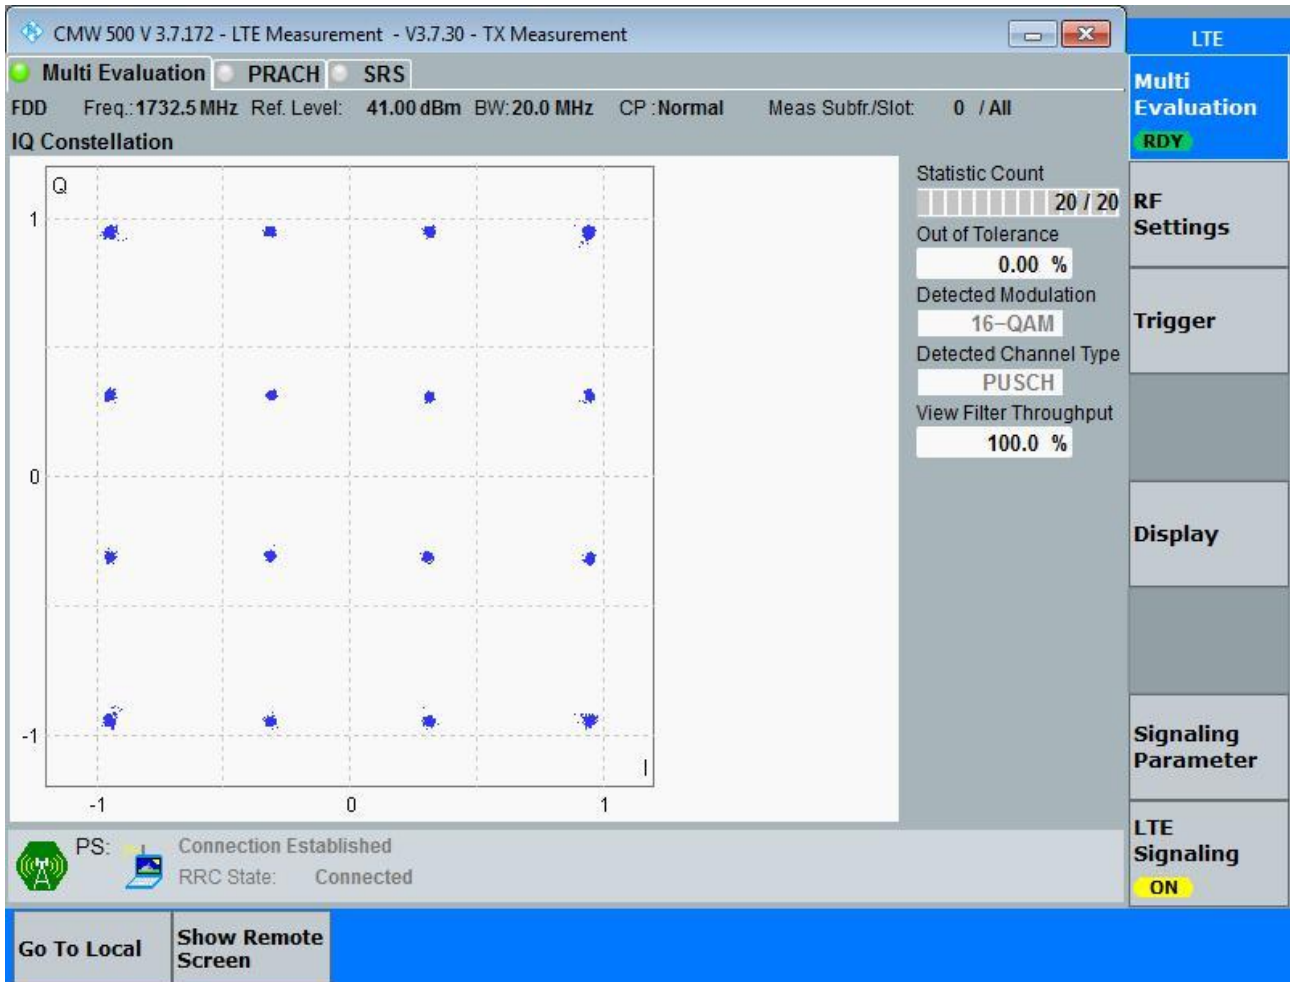 CMW 500 V 3.7.172 - LTE Measurement - V3.7.30 - TX Measurement
LTE
Multi Evaluation PRACH SRS
FDD Freq.: 1732.5 MHz Ref. Level: 41.00 dBm BW: 20.0 MHz CP : Normal Meas Subfr./Slot: 0 / All
IQ Constellation
Q
1
0
-1
I
-1 0 1
Statistic Count
20 / 20
Out of Tolerance
0.00 %
Detected Modulation
16-QAM
Detected Channel Type
PUSCH
View Filter Throughput
100.0 %
Multi
Evaluation
RDY
RF
Settings
Trigger
Display
Signaling
Parameter
LTE
Signaling
ON
PS: Connection Established
RRC State: Connected
Go To Local
Show Remote
Screen